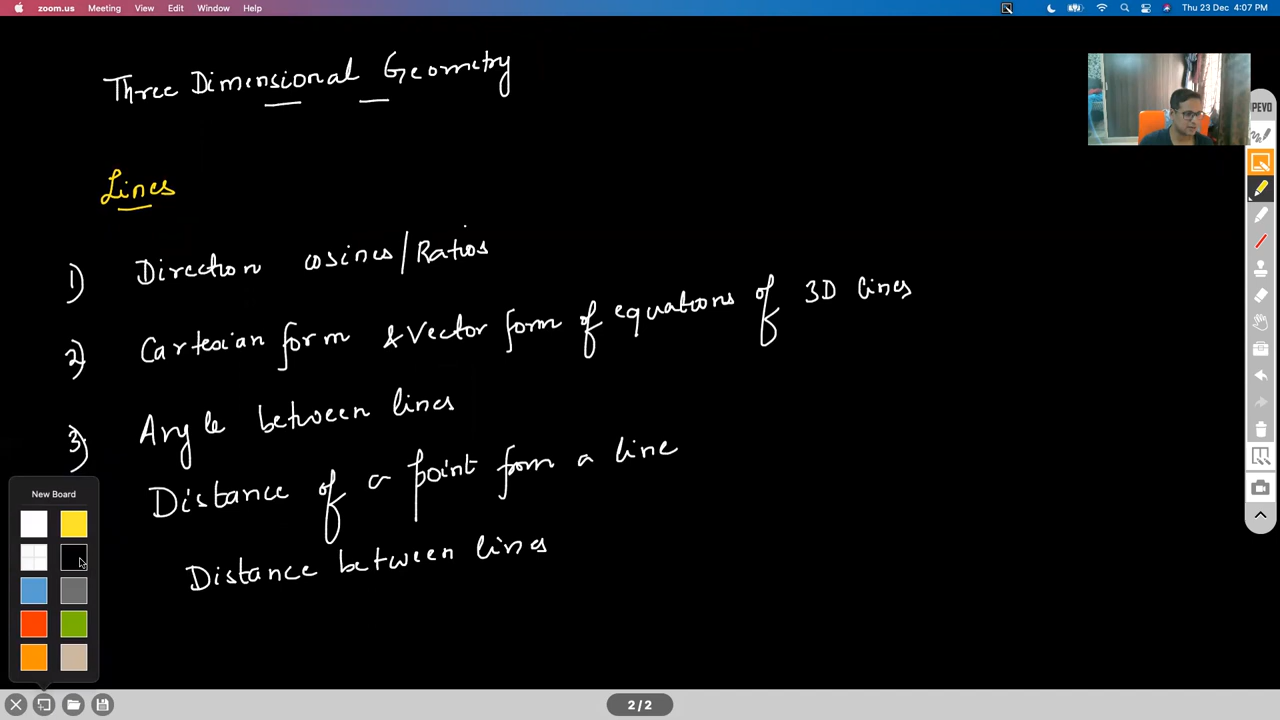 zoom.us Meeting View Edit Window Help Thu 23 Dec 4:07 PM
Three Dimensional Geometry
IPEVO
Lines
1) Direction cosines/Ratios
2) Cartesian form & Vector form of equations of 3D lines
3) Angle between lines
Distance of a point from a line
New Board
Distance between lines
2/2